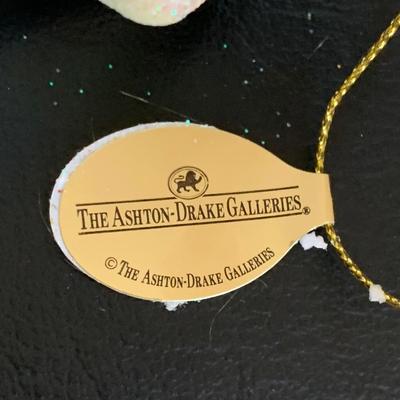 THE ASHTON-DRAKE GALLERIES®
© THE ASHTON-DRAKE GALLERIES